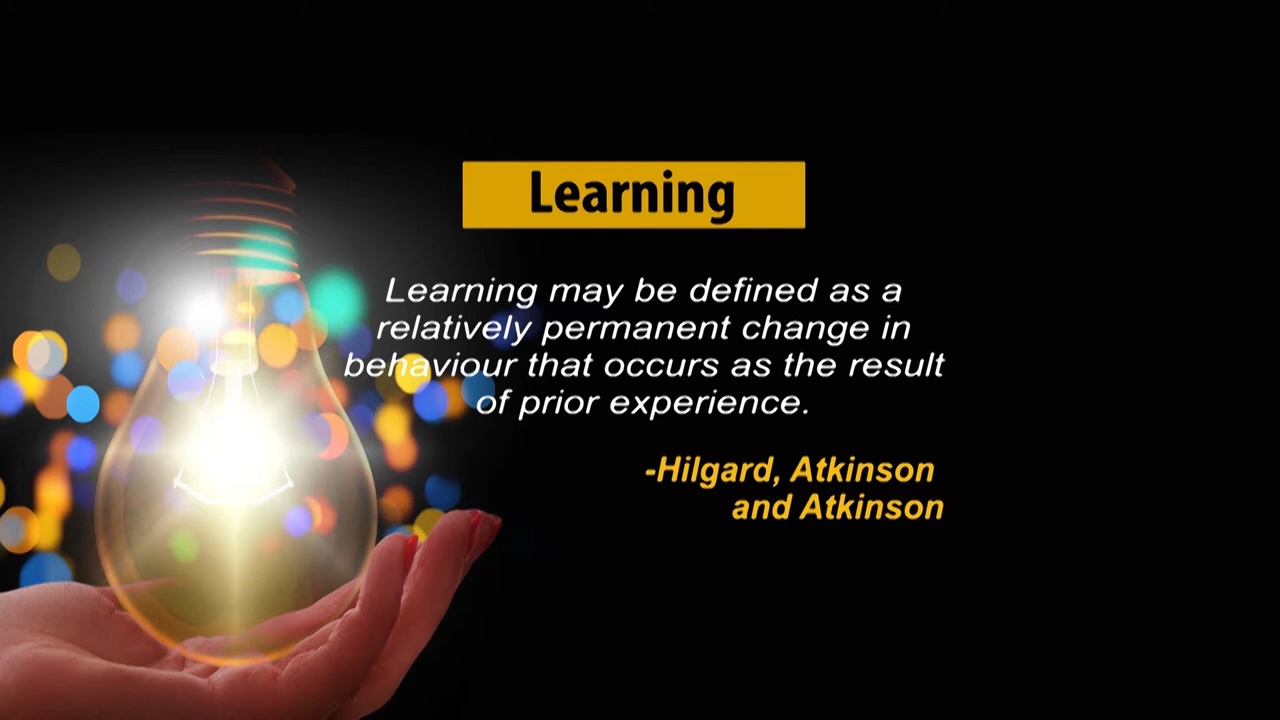 Learning
Learning may be defined as a
relatively permanent change in
behaviour that occurs as the result
of prior experience.
-Hilgard, Atkinson
and Atkinson